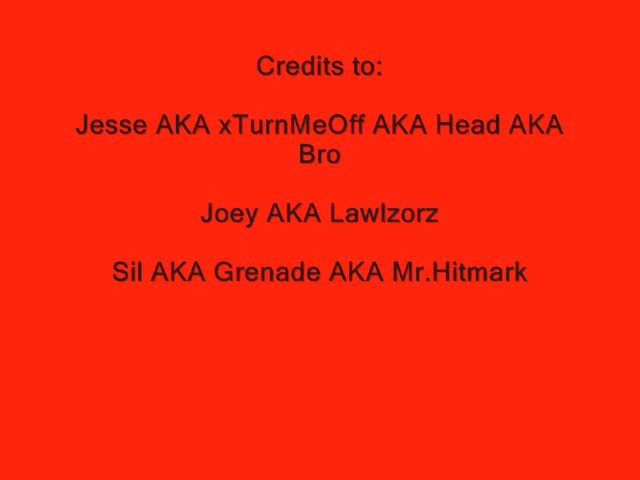 Credits to:
Jesse AKA xTurnMeOff AKA Head AKA
Bro
Joey AKA Lawlzorz
Sil AKA Grenade AKA Mr.Hitmark